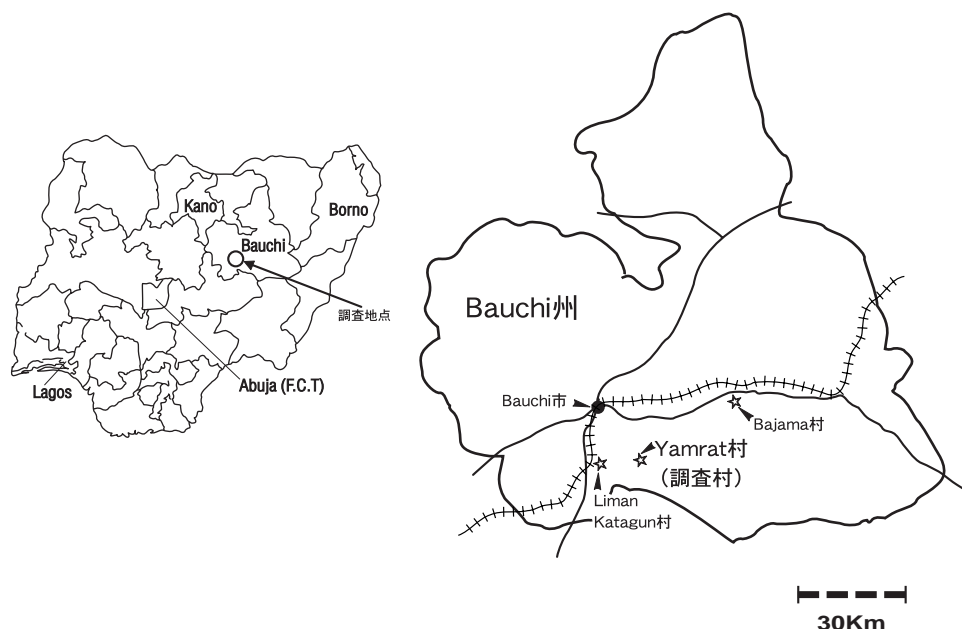 Kano
Borno
Bauchi
調査地点
Abuja (F.C.T)
Lagos
Bauchi州
Bauchi市
Bajama村
Yamrat村
(調査村)
Liman
Katagun村
30Km